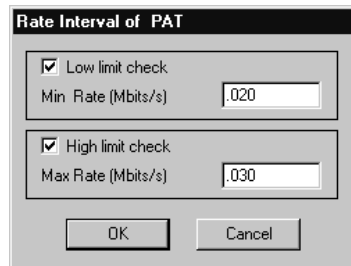 Rate Interval of PAT
Low limit check
Min Rate (Mbits/s) .020
High limit check
Max Rate (Mbits/s) .030
OK Cancel